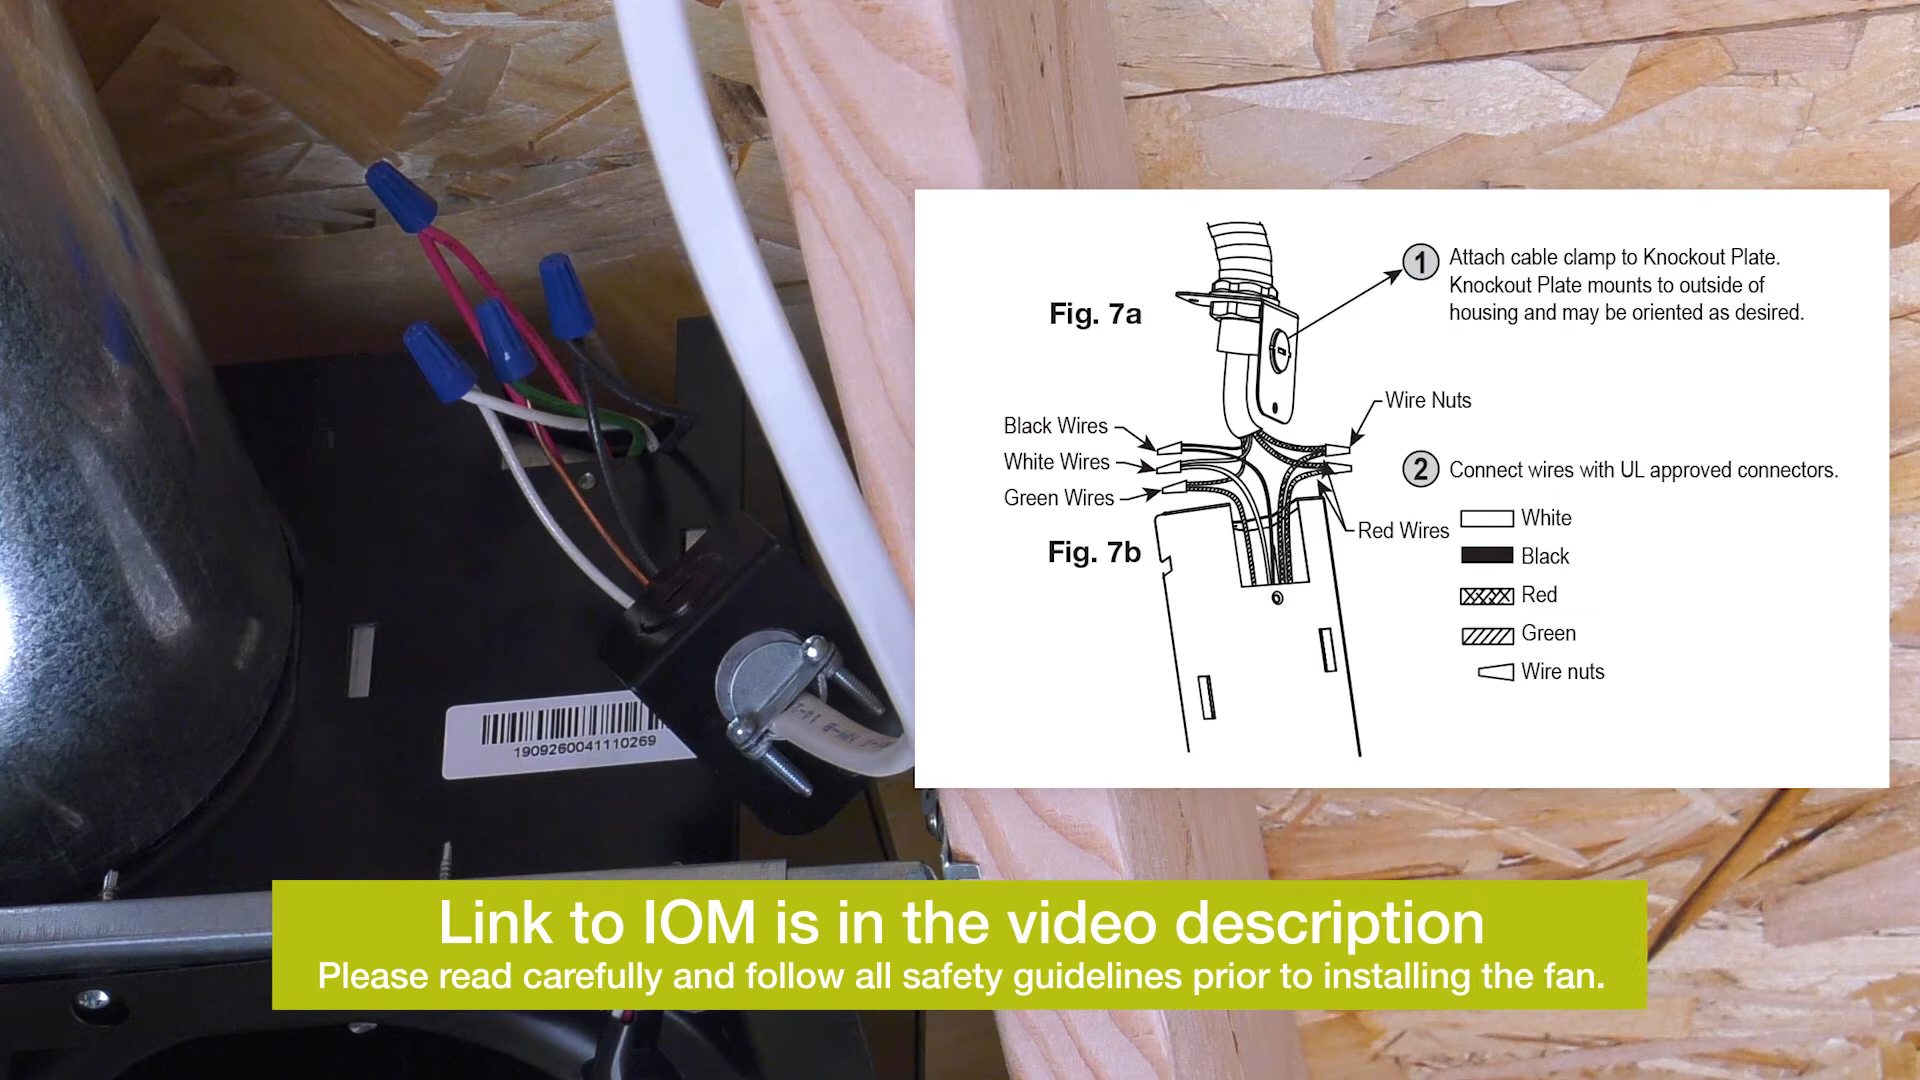 Fig. 7a
1
Attach cable clamp to Knockout Plate.
Knockout Plate mounts to outside of
housing and may be oriented as desired.
Wire Nuts
Black Wires
White Wires
Green Wires
2
Connect wires with UL approved connectors.
Red Wires
Fig. 7b
White
Black
Red
Green
Wire nuts
1909260041110269
Link to IOM is in the video description
Please read carefully and follow all safety guidelines prior to installing the fan.